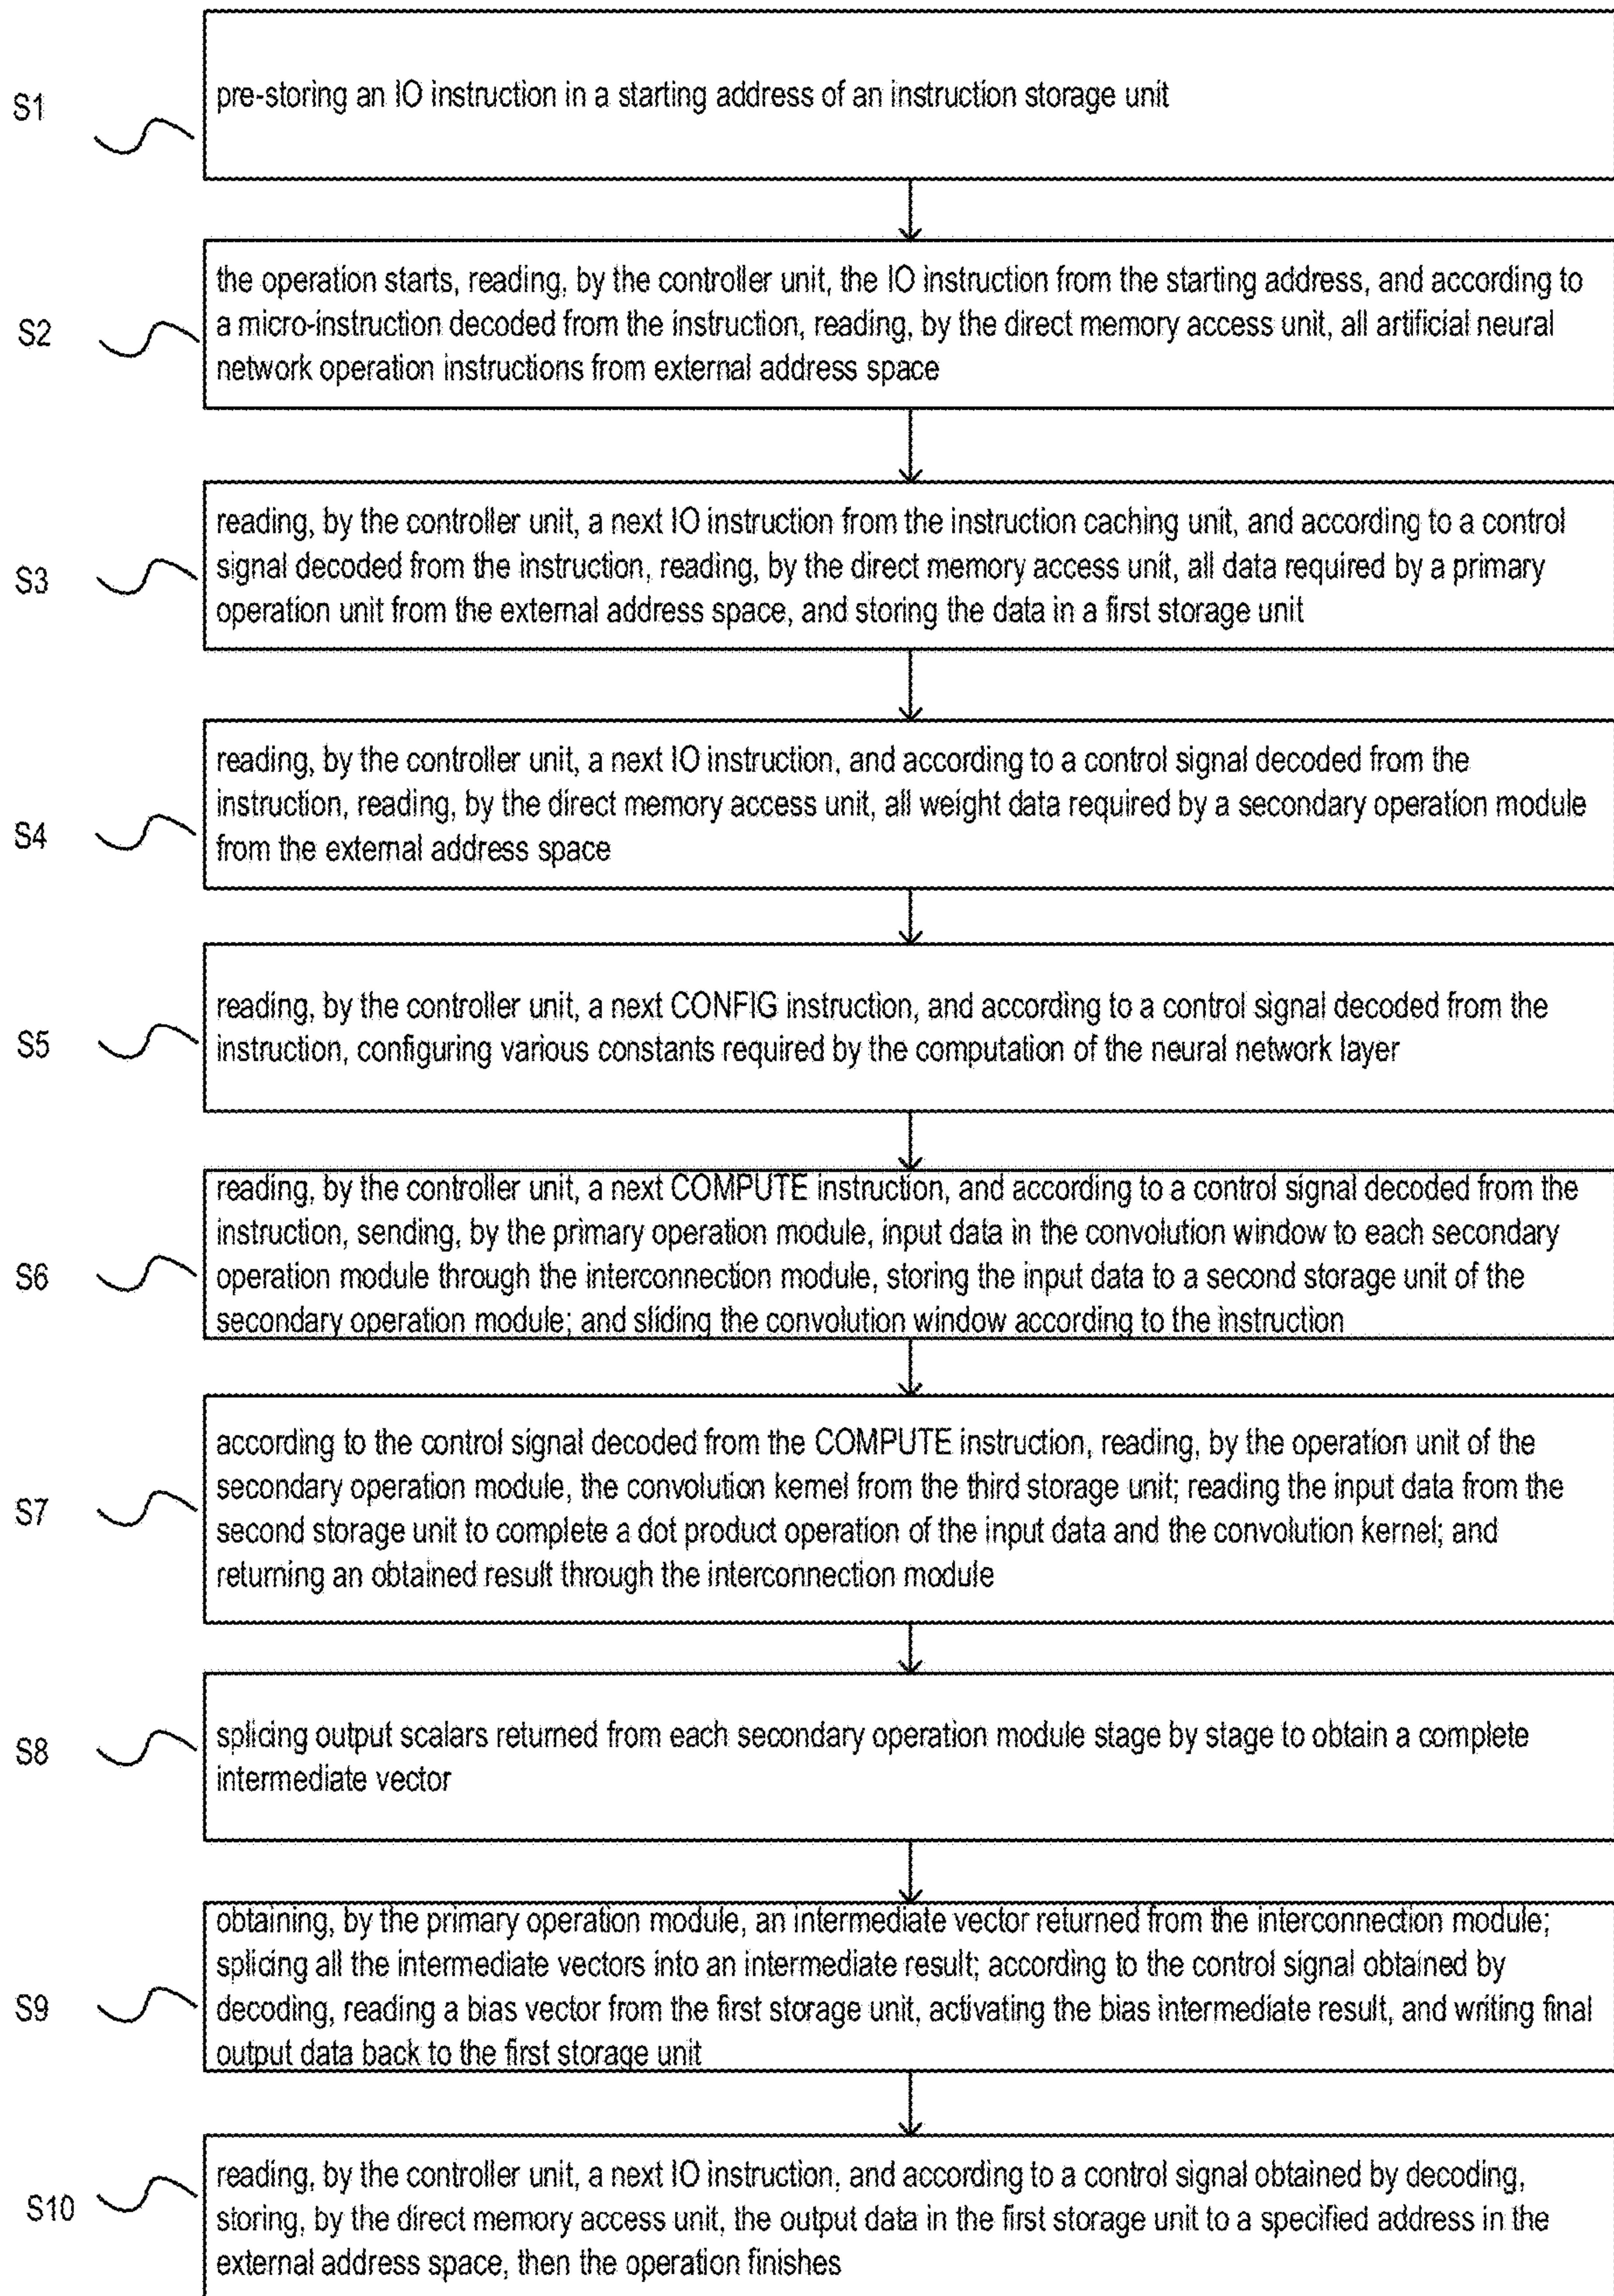 S1
pre-storing an IO instruction in a starting address of an instruction storage unit
S2
the operation starts, reading, by the controller unit, the IO instruction from the starting address, and according to
a micro-instruction decoded from the instruction, reading, by the direct memory access unit, all artificial neural
network operation instructions from external address space
S3
reading, by the controller unit, a next IO instruction from the instruction caching unit, and according to a control
signal decoded from the instruction, reading, by the direct memory access unit, all data required by a primary
operation unit from the external address space, and storing the data in a first storage unit
S4
reading, by the controller unit, a next IO instruction, and according to a control signal decoded from the
instruction, reading, by the direct memory access unit, all weight data required by a secondary operation module
from the external address space
S5
reading, by the controller unit, a next CONFIG instruction, and according to a control signal decoded from the
instruction, configuring various constants required by the computation of the neural network layer
S6
reading, by the controller unit, a next COMPUTE instruction, and according to a control signal decoded from the
instruction, sending, by the primary operation module, input data in the convolution window to each secondary
operation module through the interconnection module, storing the input data to a second storage unit of the
secondary operation module; and sliding the convolution window according to the instruction
S7
according to the control signal decoded from the COMPUTE instruction, reading, by the operation unit of the
secondary operation module, the convolution kernel from the third storage unit; reading the input data from the
second storage unit to complete a dot product operation of the input data and the convolution kernel; and
returning an obtained result through the interconnection module
S8
splicing output scalars returned from each secondary operation module stage by stage to obtain a complete
intermediate vector
S9
obtaining, by the primary operation module, an intermediate vector returned from the interconnection module;
splicing all the intermediate vectors into an intermediate result; according to the control signal obtained by
decoding, reading a bias vector from the first storage unit, activating the bias intermediate result, and writing final
output data back to the first storage unit
S10
reading, by the controller unit, a next IO instruction, and according to a control signal obtained by decoding,
storing, by the direct memory access unit, the output data in the first storage unit to a specified address in the
external address space, then the operation finishes